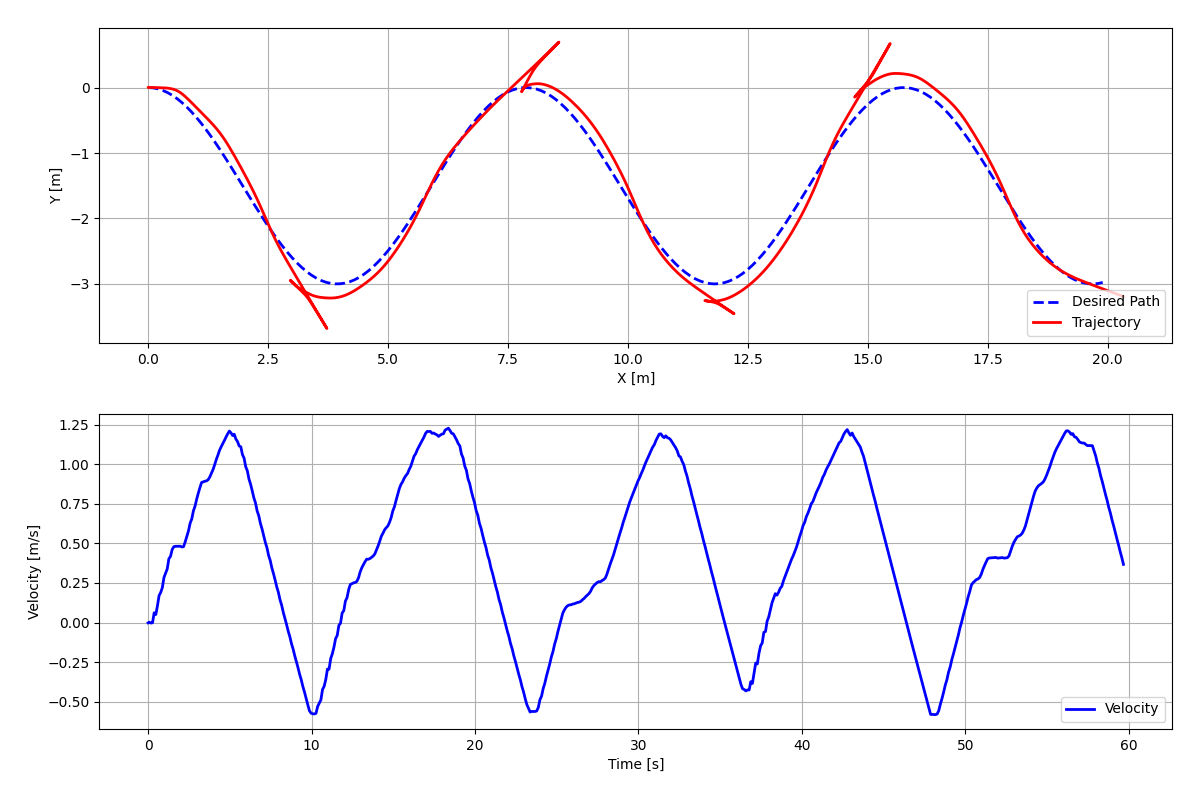 0
−1
−2
−3
Y [m]
0.0 2.5 5.0 7.5 10.0 12.5 15.0 17.5 20.0
X [m]
Desired Path
Trajectory
1.25
1.00
0.75
0.50
0.25
0.00
−0.25
−0.50
Velocity [m/s]
0 10 20 30 40 50 60
Time [s]
Velocity